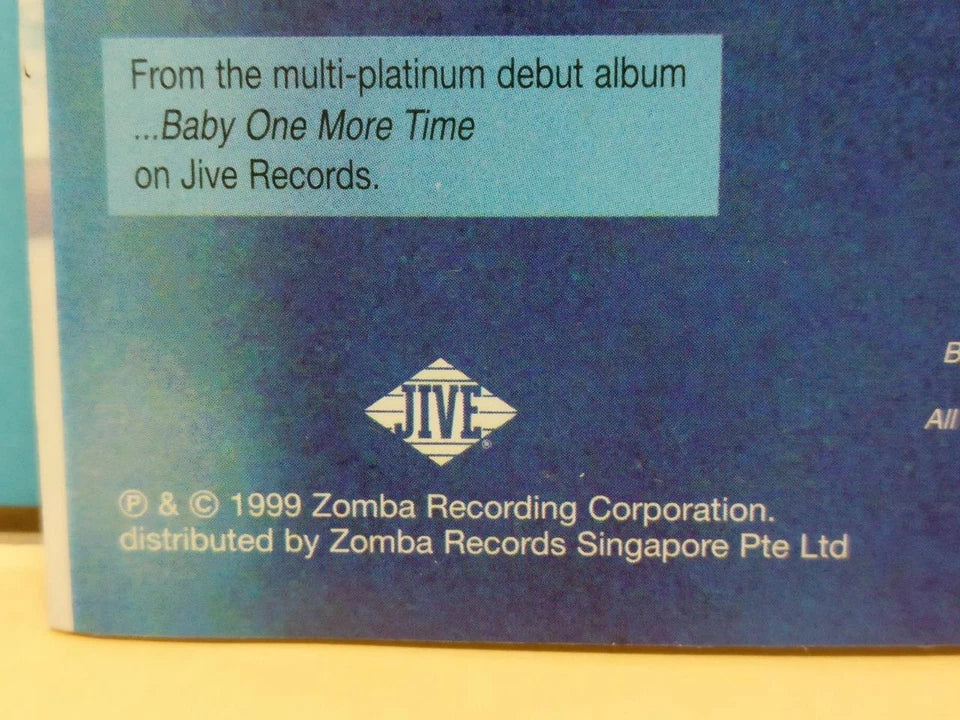 From the multi-platinum debut album
...Baby One More Time
on Jive Records.
B
All
JIVE®
Ⓟ & © 1999 Zomba Recording Corporation.
distributed by Zomba Records Singapore Pte Ltd